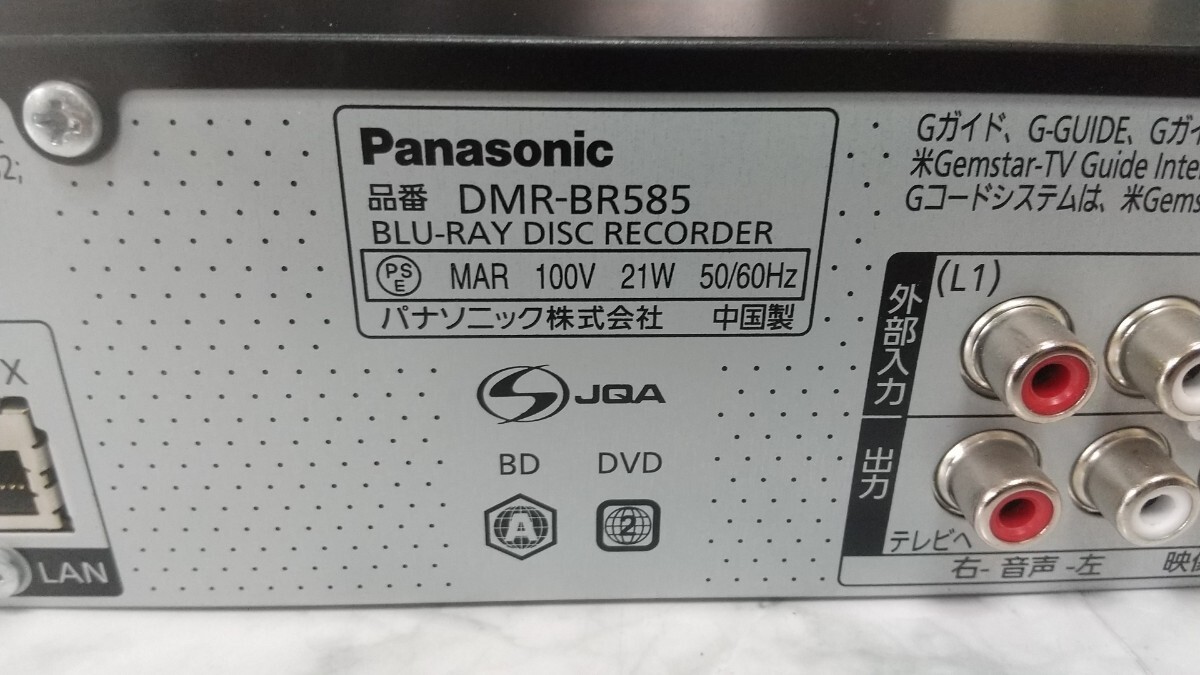 Panasonic
品番 DMR-BR585
BLU-RAY DISC RECORDER
PSE MAR 100V 21W 50/60Hz
パナソニック株式会社 中国製
JQA
BD DVD
A 2
Gガイド、G-GUIDE、Gガイ
米Gemstar-TV Guide Inte
Gコードシステムは、米Gems
(L1)
外部入力
出力
テレビへ
右- 音声 -左 映像
2;
X
LAN